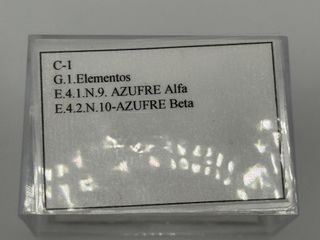 C-1
G.1.Elementos
E.4.1.N.9. AZUFRE Alfa
E.4.2.N.10-AZUFRE Beta